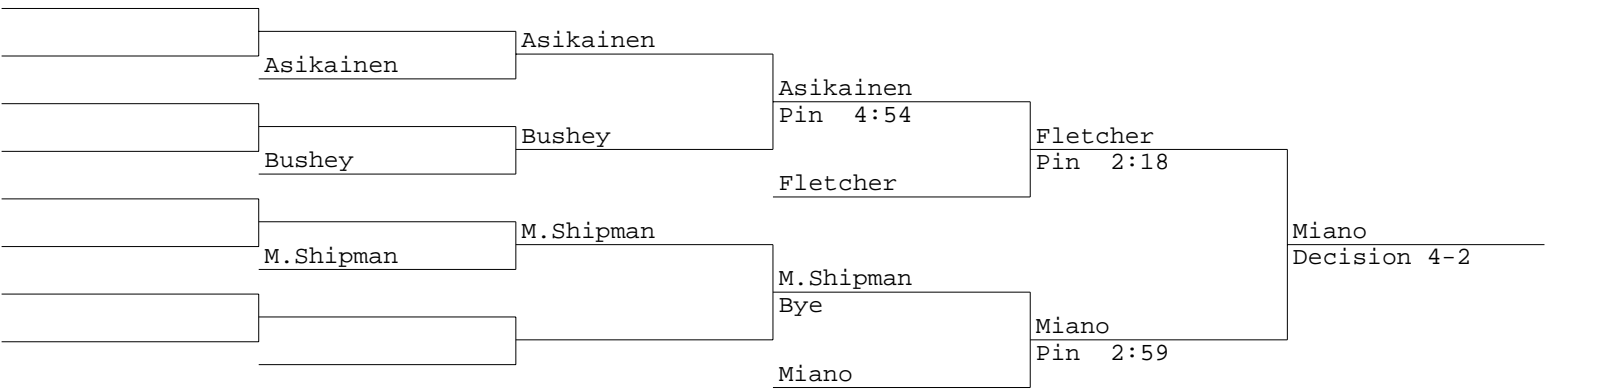 Asikainen
Asikainen
Asikainen
Pin  4:54
Bushey
Fletcher
Bushey
Pin  2:18
Fletcher
M.Shipman
Miano
M.Shipman
Decision 4-2
M.Shipman
Bye
Miano
Pin  2:59
Miano